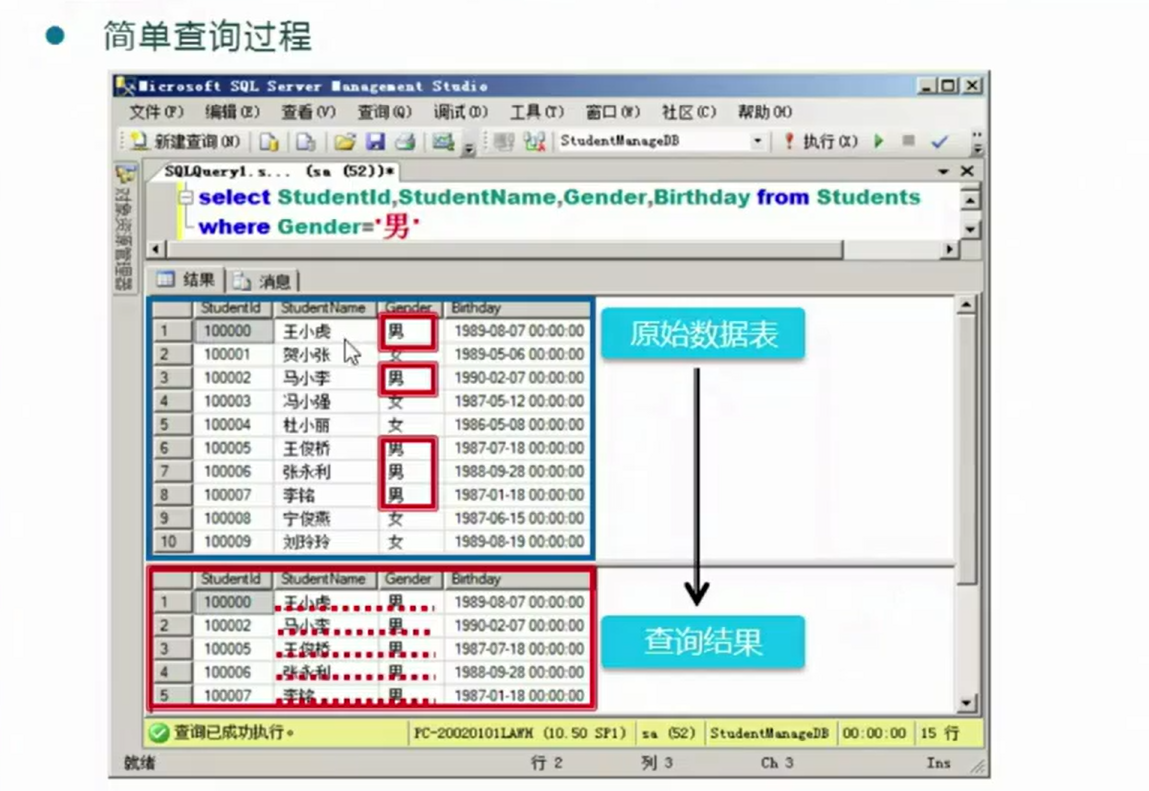 简单查询过程
Microsoft SQL Server Management Studio
文件(F) 编辑(E) 查看(V) 查询(Q) 调试(D) 工具(T) 窗口(W) 社区(C) 帮助(H)
新建查询(N) StudentManageDB 执行(X)
SQLQuery1.s... (sa (52))*
对象资源管理器
select StudentId,StudentName,Gender,Birthday from Students
where Gender='男'
结果 消息
StudentId StudentName Gender Birthday
1 100000 王小虎 男 1989-08-07 00:00:00
2 100001 贺小张 女 1989-05-06 00:00:00
3 100002 马小李 男 1990-02-07 00:00:00
4 100003 冯小强 女 1987-05-12 00:00:00
5 100004 杜小丽 女 1986-05-08 00:00:00
6 100005 王俊桥 男 1987-07-18 00:00:00
7 100006 张永利 男 1988-09-28 00:00:00
8 100007 李铭 男 1987-01-18 00:00:00
9 100008 宁俊燕 女 1987-06-15 00:00:00
10 100009 刘玲玲 女 1989-08-19 00:00:00
原始数据表
StudentId StudentName Gender Birthday
1 100000 王小虎 男 1989-08-07 00:00:00
2 100002 马小李 男 1990-02-07 00:00:00
3 100005 王俊桥 男 1987-07-18 00:00:00
4 100006 张永利 男 1988-09-28 00:00:00
5 100007 李铭 男 1987-01-18 00:00:00
查询结果
查询已成功执行。 PC-20020101LAWM (10.50 SP1) sa (52) StudentManageDB 00:00:00 15 行
就绪 行 2 列 3 Ch 3 Ins